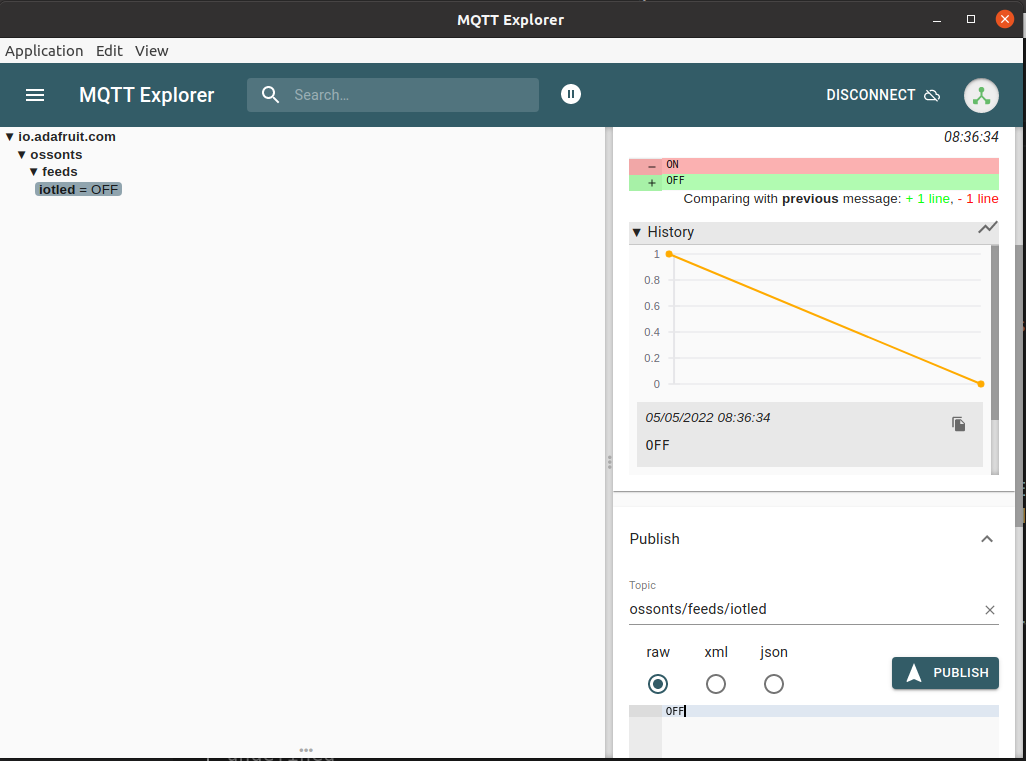 MQTT Explorer
Application Edit View
MQTT Explorer
Search...
DISCONNECT
▼ io.adafruit.com
▼ ossonts
▼ feeds
iotled = OFF
08:36:34
- ON
+ OFF
Comparing with previous message: + 1 line, - 1 line
▼ History
1
0.8
0.6
0.4
0.2
0
05/05/2022 08:36:34
OFF
Publish
Topic
ossonts/feeds/iotled
raw xml json
PUBLISH
OFF